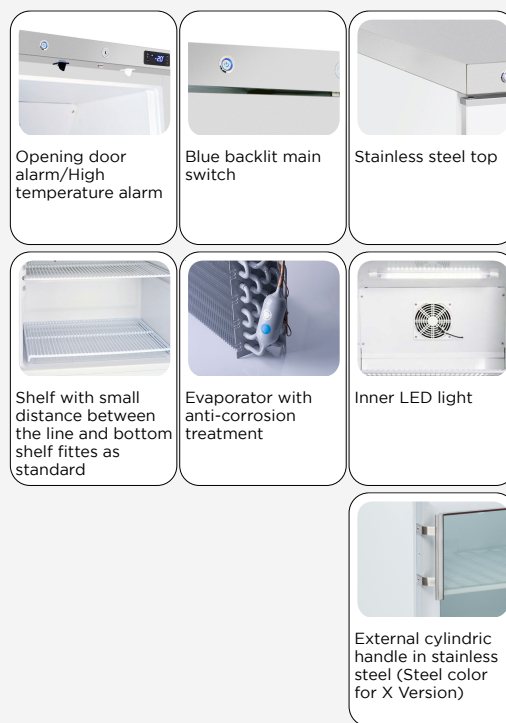 -20
Opening door
alarm/High
temperature alarm
Blue backlit main
switch
Stainless steel top
Shelf with small
distance between
the line and bottom
shelf fittes as
standard
Evaporator with
anti-corrosion
treatment
Inner LED light
External cylindric
handle in stainless
steel (Steel color
for X Version)